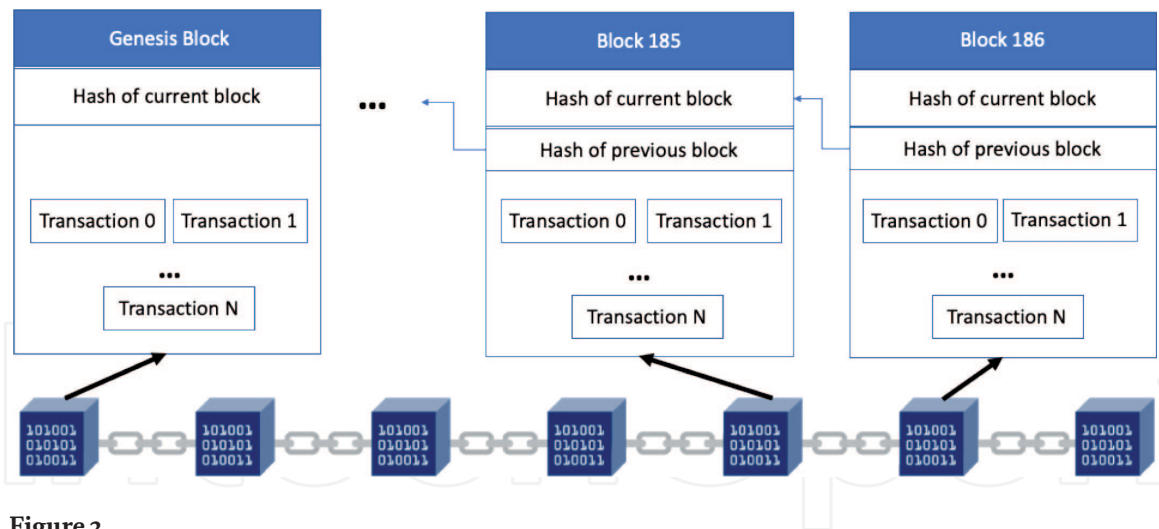 Genesis Block
Hash of current block
Transaction 0
Transaction 1
...
Transaction N
...
Block 185
Hash of current block
Hash of previous block
Transaction 0
Transaction 1
...
Transaction N
Block 186
Hash of current block
Hash of previous block
Transaction 0
Transaction 1
...
Transaction N
101001
010101
010011
101001
010101
010011
101001
010101
010011
101001
010101
010011
101001
010101
010011
101001
010101
010011
101001
010101
010011